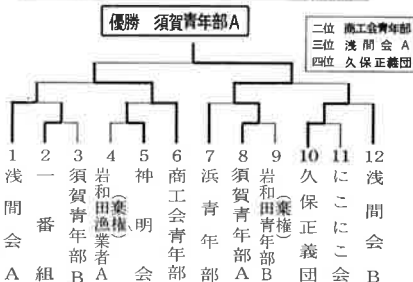 優勝 須賀青年部A
二位 商工会青年部
三位 浅間会A
四位 久保正義団
1 浅間会A
2 一番組
3 須賀青年部B
4 岩和田漁業者A(棄権)
5 神明会
6 商工会青年部
7 浜青年部
8 須賀青年部A
9 岩和田青年部B(棄権)
10 久保正義団
11 にこにこ会
12 浅間会B